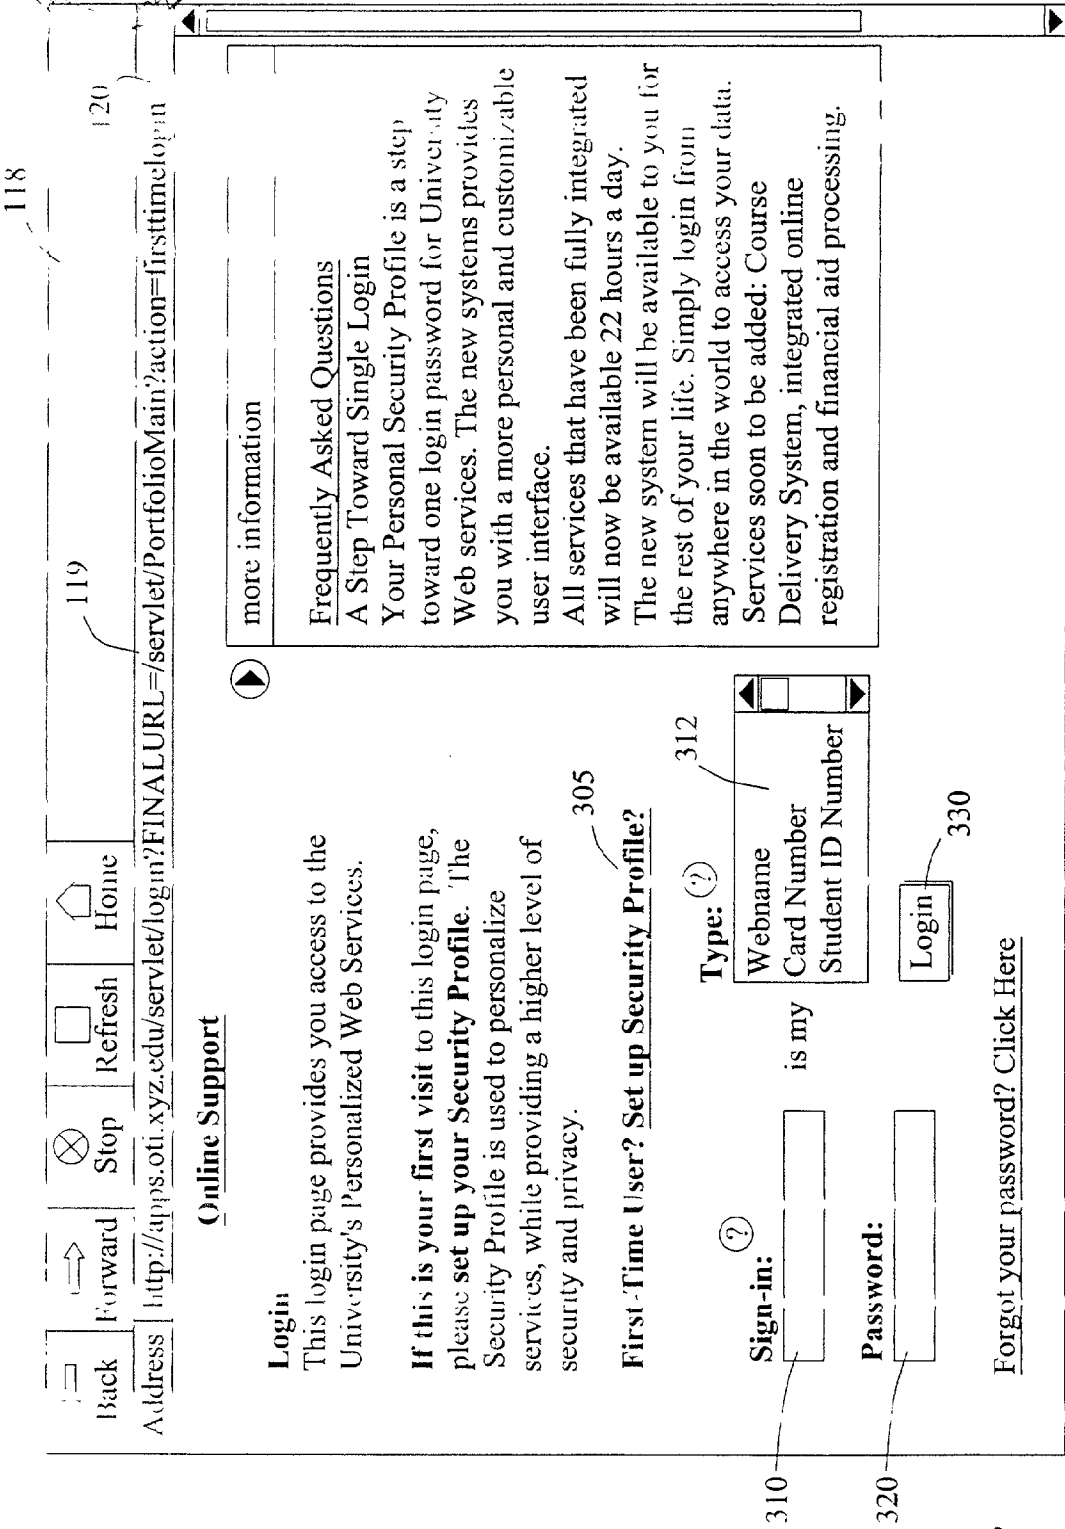 118
119
120
Back
Forward
Stop
Refresh
Home
Address
http://apps.oti.xyz.edu/servlet/login?FINALURL=/servlet/PortfolioMain?action=firsttimelogin
Online Support
Login
This login page provides you access to the
University's Personalized Web Services.
If this is your first visit to this login page,
please set up your Security Profile. The
Security Profile is used to personalize
services, while providing a higher level of
security and privacy.
305
First-Time User? Set up Security Profile?
Sign-in: ?
310
is my
Type: ?
312
Webname
Card Number
Student ID Number
Password:
320
Login
330
Forgot your password? Click Here
more information
Frequently Asked Questions
A Step Toward Single Login
Your Personal Security Profile is a step
toward one login password for University
Web services. The new systems provides
you with a more personal and customizable
user interface.
All services that have been fully integrated
will now be available 22 hours a day.
The new system will be available to you for
the rest of your life. Simply login from
anywhere in the world to access your data.
Services soon to be added: Course
Delivery System, integrated online
registration and financial aid processing.